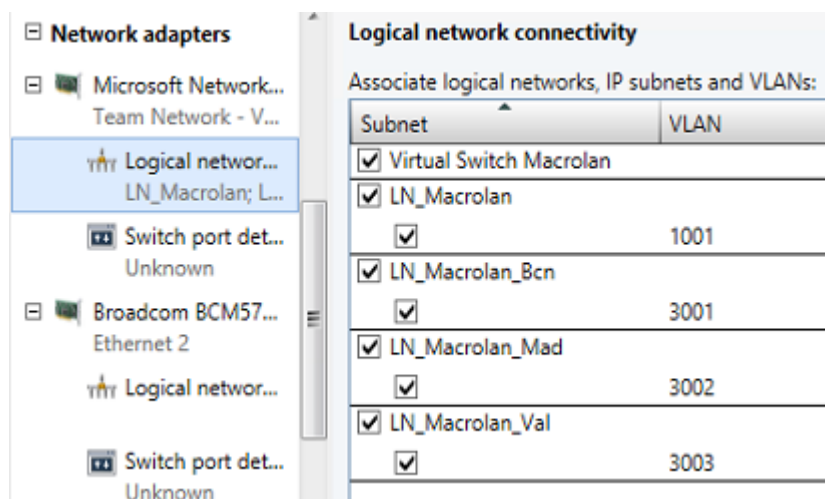 Network adapters
Microsoft Network...
Team Network - V...
Logical networ...
LN_Macrolan; L...
Switch port det...
Unknown
Broadcom BCM57...
Ethernet 2
Logical networ...
Switch port det...
Unknown
Logical network connectivity
Associate logical networks, IP subnets and VLANs:
Subnet VLAN
Virtual Switch Macrolan
LN_Macrolan
1001
LN_Macrolan_Bcn
3001
LN_Macrolan_Mad
3002
LN_Macrolan_Val
3003